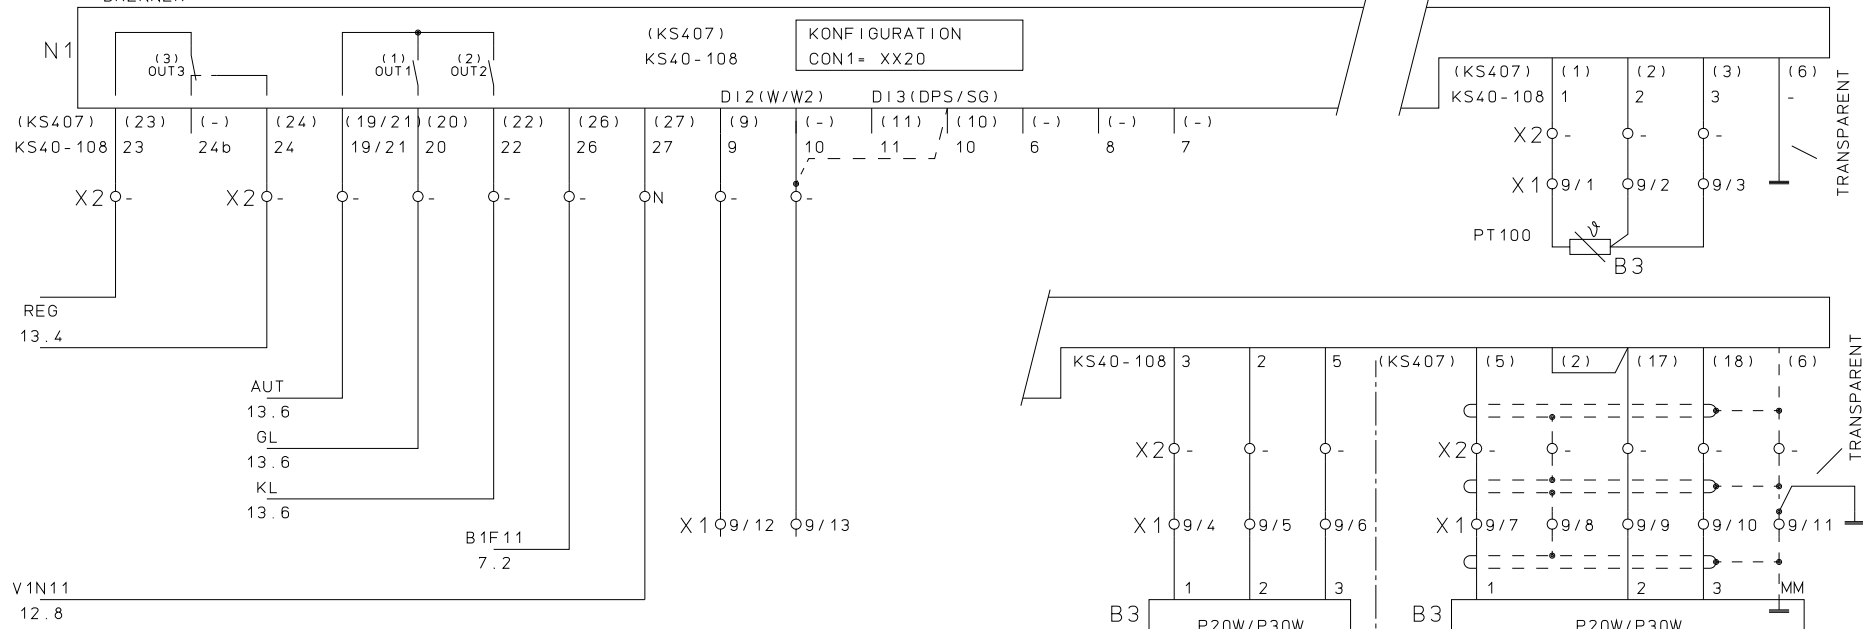 N1
(3)
OUT3
(1)
OUT1
(2)
OUT2
(KS407)
KS40-108
KONFIGURATION
CON1= XX20
DI2(W/W2) DI3(DPS/SG)
(KS407) (23) (-) (24) (19/21) (20) (22) (26) (27) (9) (-) (11) (10) (-) (-) (-)
KS40-108 23 24b 24 19/21 20 22 26 27 9 10 11 10 6 8 7
X2 - X2 - - - - - N - -
REG
13.4
AUT
13.6
GL
13.6
KL
13.6
B1F11
7.2
V1N11
12.8
X1 9/12 9/13
(KS407) (1) (2) (3) (6)
KS40-108 1 2 3 -
X2 - - -
X1 9/1 9/2 9/3
TRANSPARENT
PT100
ϑ
B3
KS40-108 3 2 5 (KS407) (5) (2) (17) (18) (6)
TRANSPARENT
X2 - - - X2 - - - - -
X1 9/4 9/5 9/6 X1 9/7 9/8 9/9 9/10 9/11
1 2 3 1 2 3 MM
B3 P20W/P30W B3 P20W/P30W